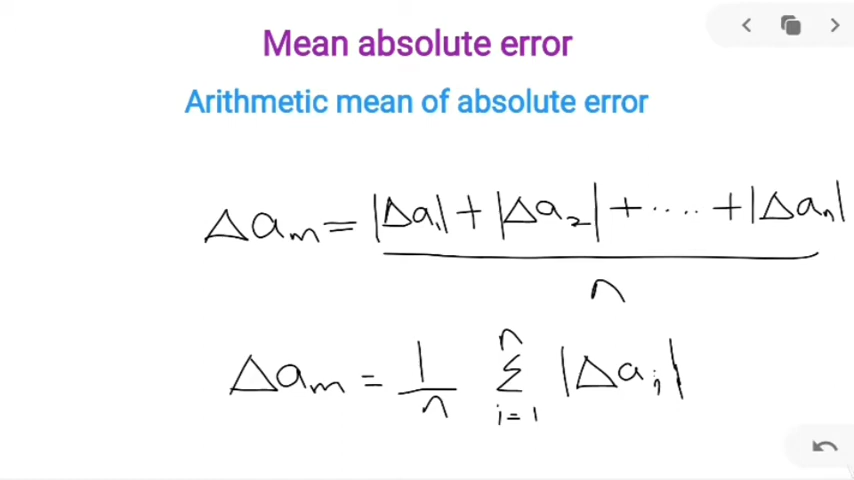 Mean absolute error
Arithmetic mean of absolute error
Δa_m = (|Δa_1| + |Δa_2| + ···· + |Δa_n|) / n
Δa_m = 1/n Σ_{i=1}^{n} |Δa_i|